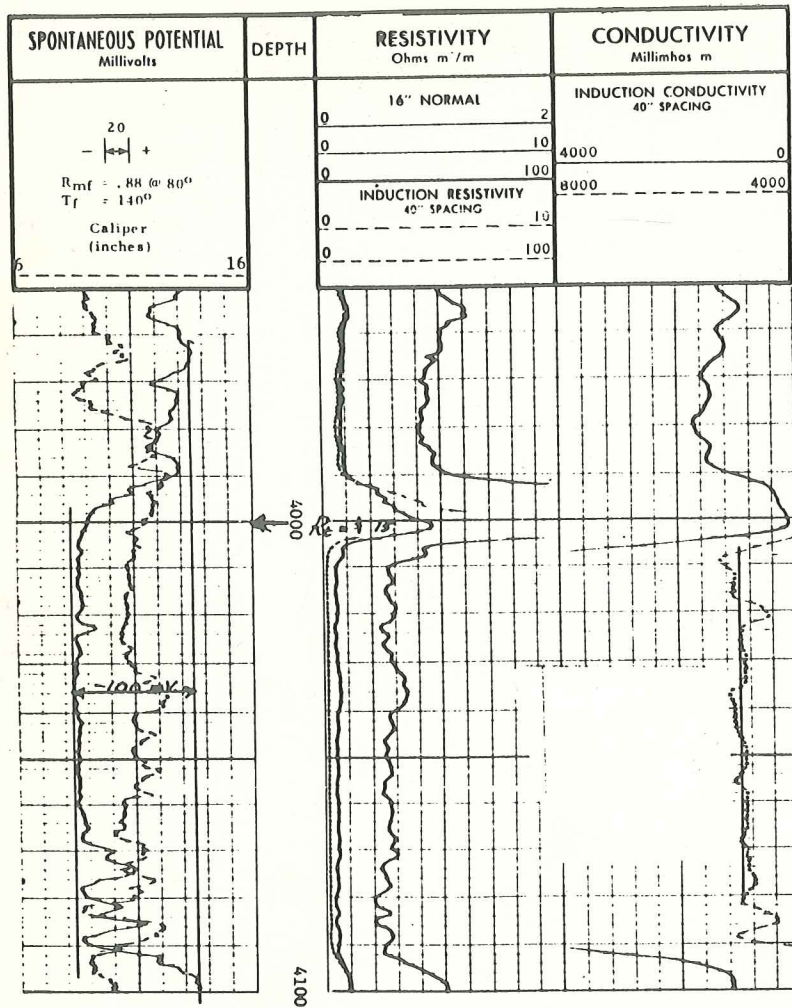 SPONTANEOUS POTENTIAL
Millivolts
20
- +
Rmf = .88 @ 80°
Tf = 140°
Caliper
(inches)
6 16
DEPTH
RESISTIVITY
Ohms m²/m
16" NORMAL
0 2
0 10
0 100
INDUCTION RESISTIVITY
40" SPACING
0 10
0 100
CONDUCTIVITY
Millimhos m
INDUCTION CONDUCTIVITY
40" SPACING
4000 0
8000 4000
4000
-100 mV
4100